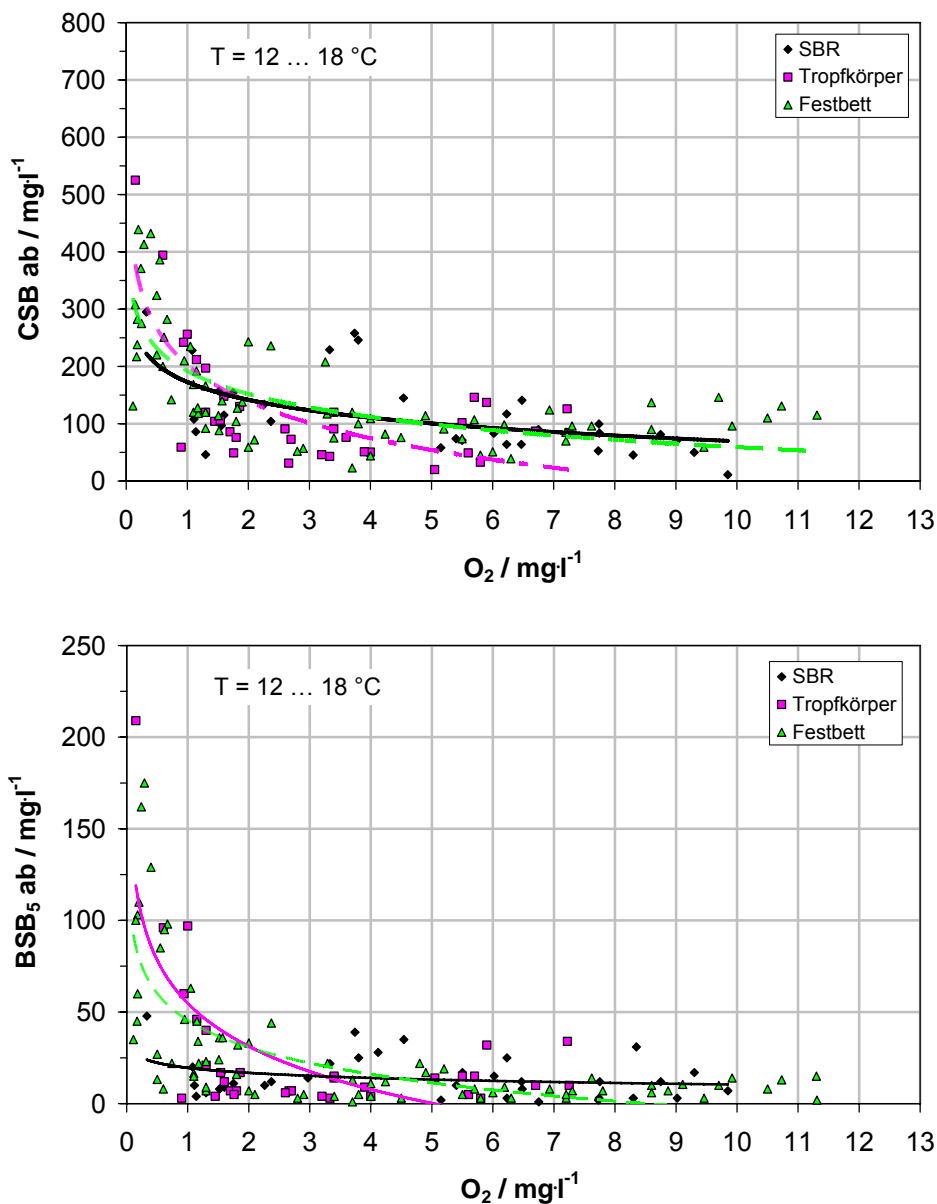 800
700
600
500
400
300
200
100
0
CSB ab / mg·l⁻¹
T = 12 … 18 °C
SBR
Tropfkörper
Festbett
0 1 2 3 4 5 6 7 8 9 10 11 12 13
O₂ / mg·l⁻¹
250
200
150
100
50
0
BSB₅ ab / mg·l⁻¹
T = 12 … 18 °C
SBR
Tropfkörper
Festbett
0 1 2 3 4 5 6 7 8 9 10 11 12 13
O₂ / mg·l⁻¹